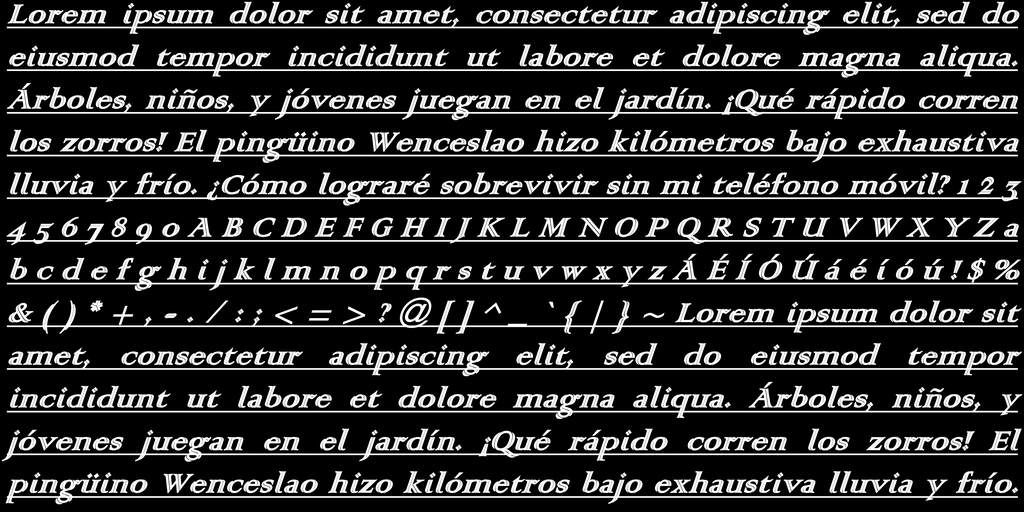 Lorem ipsum dolor sit amet, consectetur adipiscing elit, sed do
eiusmod tempor incididunt ut labore et dolore magna aliqua.
Árboles, niños, y jóvenes juegan en el jardín. ¡Qué rápido corren
los zorros! El pingüino Wenceslao hizo kilómetros bajo exhaustiva
lluvia y frío. ¿Cómo lograré sobrevivir sin mi teléfono móvil? 1 2 3
4 5 6 7 8 9 0 A B C D E F G H I J K L M N O P Q R S T U V W X Y Z a
b c d e f g h i j k l m n o p q r s t u v w x y z Á É Í Ó Ú á é í ó ú ! $ %
& ( ) * + , - . / : ; < = > ? @ [ ] ^ _ ` { | } ~ Lorem ipsum dolor sit
amet, consectetur adipiscing elit, sed do eiusmod tempor
incididunt ut labore et dolore magna aliqua. Árboles, niños, y
jóvenes juegan en el jardín. ¡Qué rápido corren los zorros! El
pingüino Wenceslao hizo kilómetros bajo exhaustiva lluvia y frío.